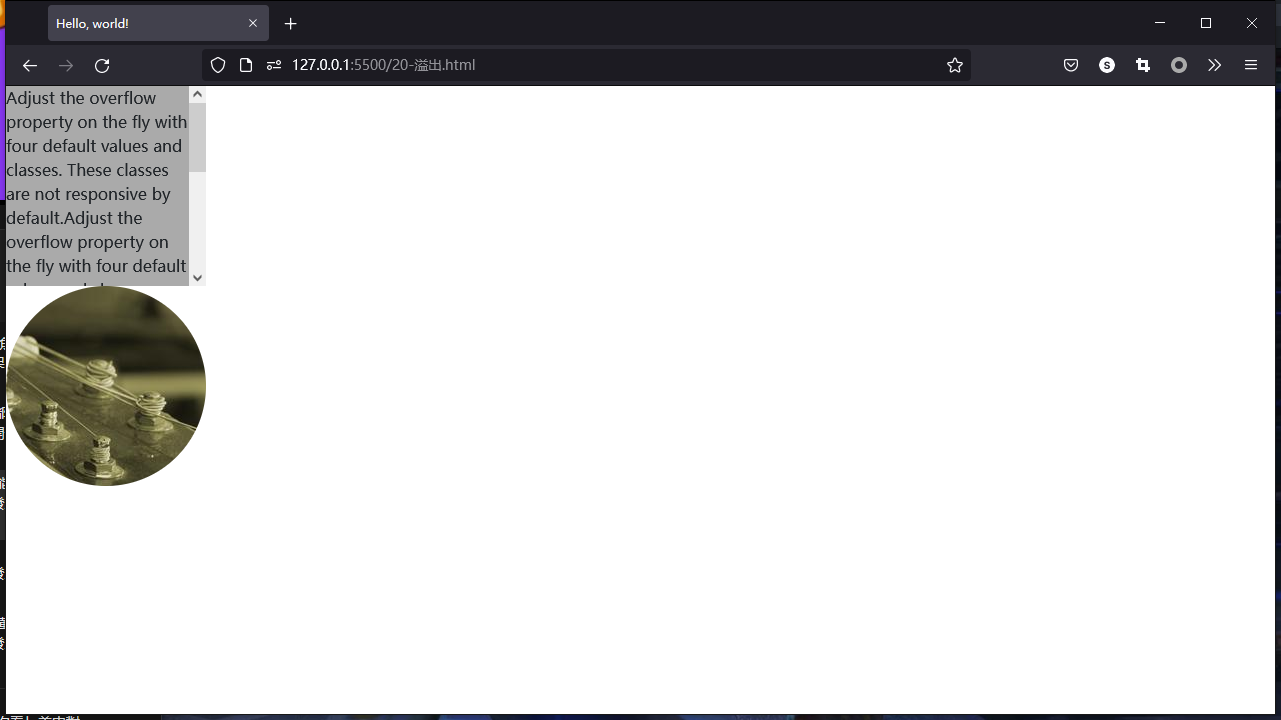 Hello, world!
127.0.0.1:5500/20-溢出.html
S
Adjust the overflow
property on the fly with
four default values and
classes. These classes
are not responsive by
default.Adjust the
overflow property on
the fly with four default